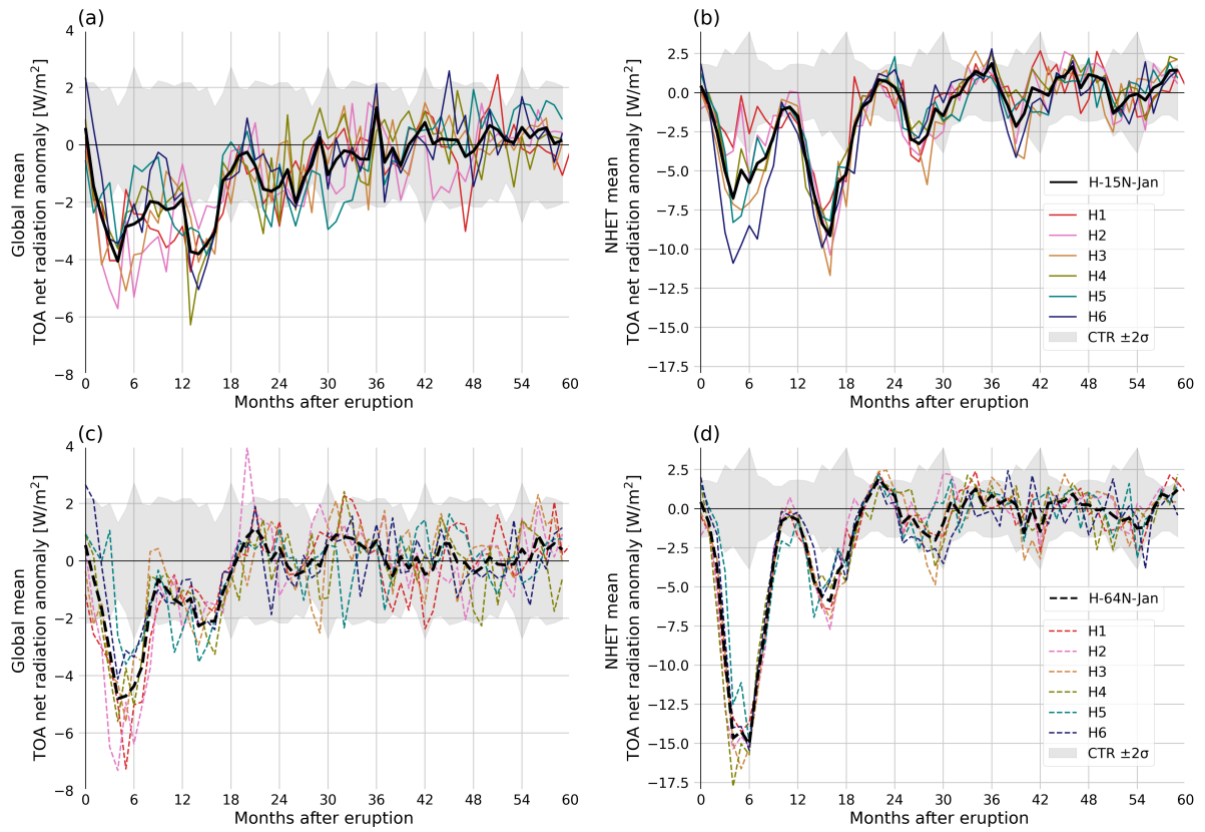 (a)
Global mean
TOA net radiation anomaly [W/m²]
4
2
0
−2
−4
−6
−8
0 6 12 18 24 30 36 42 48 54 60
Months after eruption
(b)
NHET mean
TOA net radiation anomaly [W/m²]
2.5
0.0
−2.5
−5.0
−7.5
−10.0
−12.5
−15.0
−17.5
H-15N-Jan
H1
H2
H3
H4
H5
H6
CTR ±2σ
0 6 12 18 24 30 36 42 48 54 60
Months after eruption
(c)
Global mean
TOA net radiation anomaly [W/m²]
4
2
0
−2
−4
−6
−8
0 6 12 18 24 30 36 42 48 54 60
Months after eruption
(d)
NHET mean
TOA net radiation anomaly [W/m²]
2.5
0.0
−2.5
−5.0
−7.5
−10.0
−12.5
−15.0
−17.5
H-64N-Jan
H1
H2
H3
H4
H5
H6
CTR ±2σ
0 6 12 18 24 30 36 42 48 54 60
Months after eruption